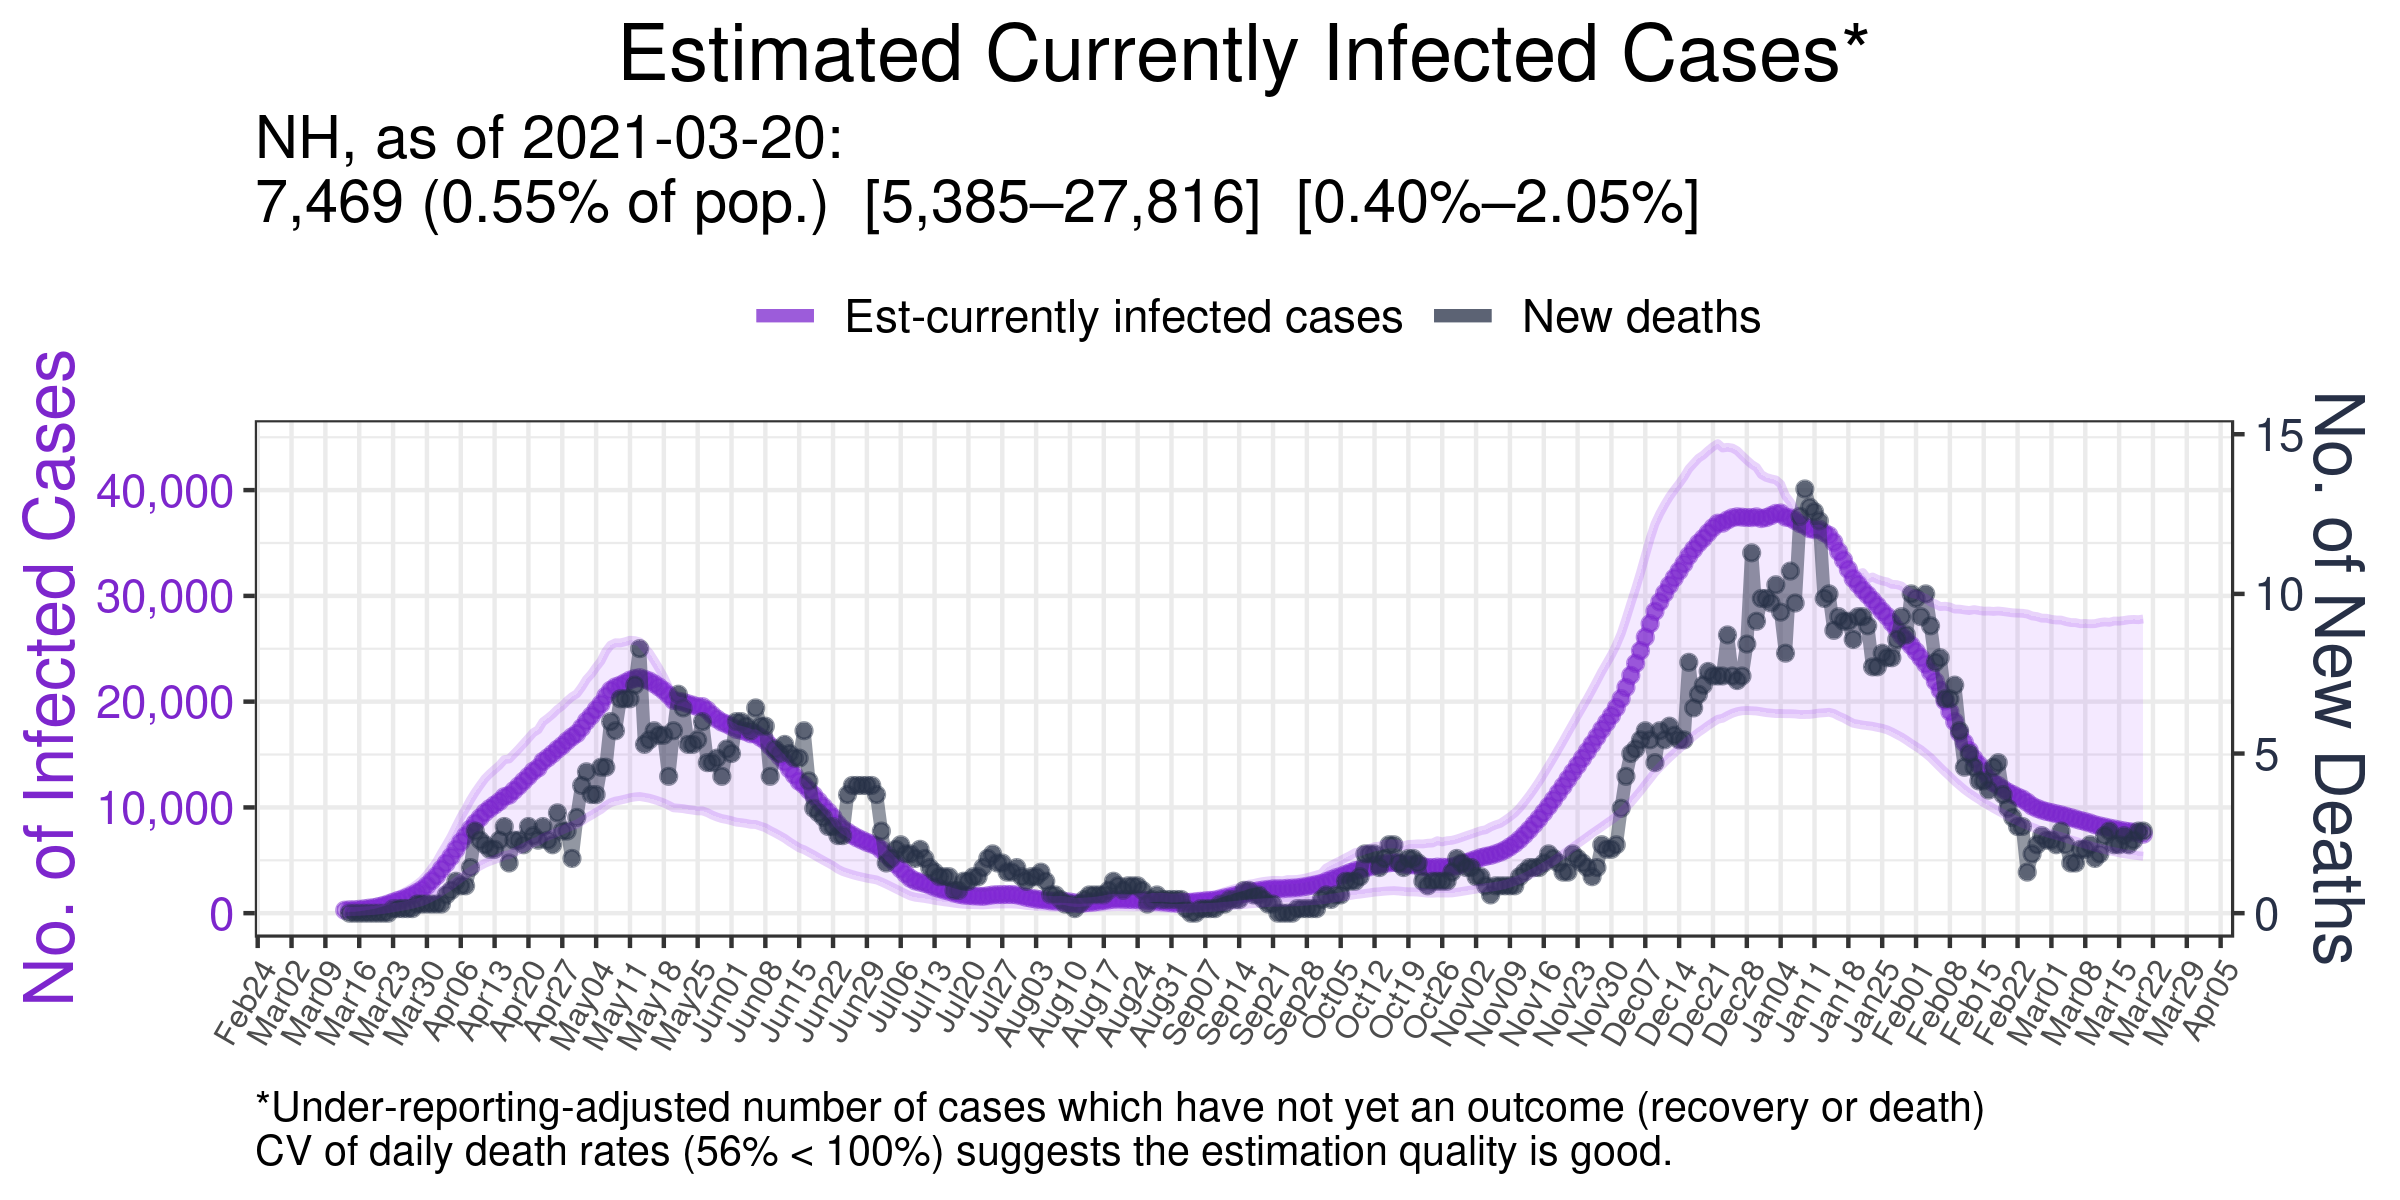 Estimated Currently Infected Cases*
NH, as of 2021-03-20:
7,469 (0.55% of pop.) [5,385–27,816] [0.40%–2.05%]
Est-currently infected cases
New deaths
No. of Infected Cases
40,000
30,000
20,000
10,000
0
15
10
5
0
No. of New Deaths
Feb24
Mar02
Mar09
Mar16
Mar23
Mar30
Apr06
Apr13
Apr20
Apr27
May04
May11
May18
May25
Jun01
Jun08
Jun15
Jun22
Jun29
Jul06
Jul13
Jul20
Jul27
Aug03
Aug10
Aug17
Aug24
Aug31
Sep07
Sep14
Sep21
Sep28
Oct05
Oct12
Oct19
Oct26
Nov02
Nov09
Nov16
Nov23
Nov30
Dec07
Dec14
Dec21
Dec28
Jan04
Jan11
Jan18
Jan25
Feb01
Feb08
Feb15
Feb22
Mar01
Mar08
Mar15
Mar22
Mar29
Apr05
*Under-reporting-adjusted number of cases which have not yet an outcome (recovery or death)
CV of daily death rates (56% < 100%) suggests the estimation quality is good.